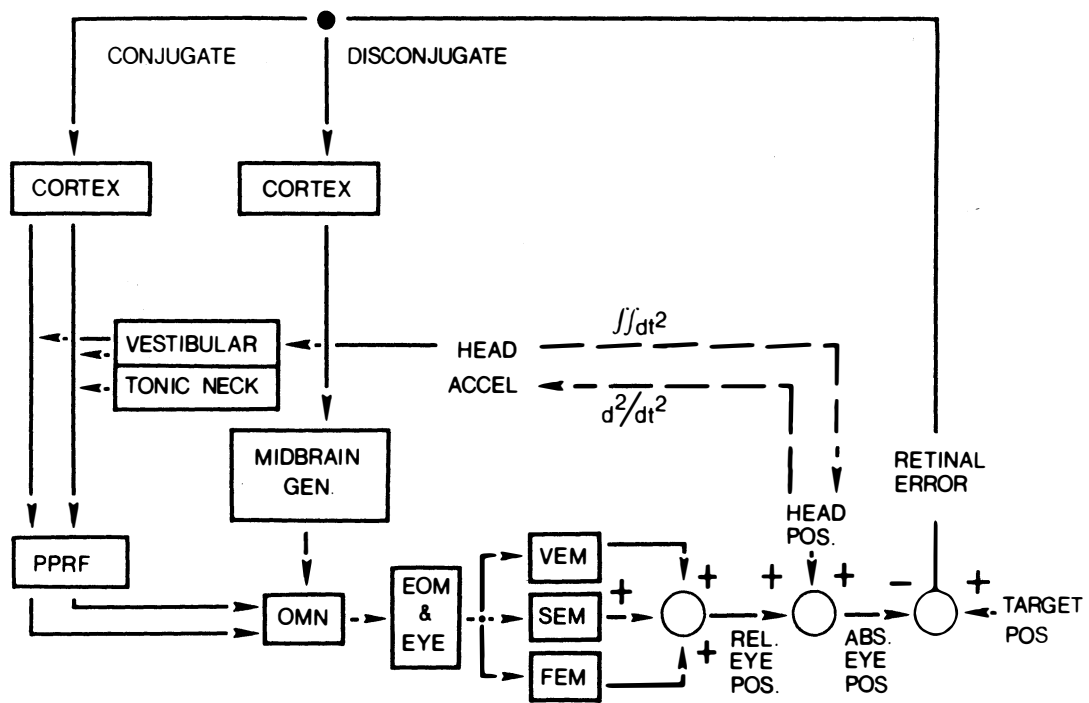 CONJUGATE
DISCONJUGATE
CORTEX
CORTEX
VESTIBULAR
TONIC NECK
HEAD
ACCEL
∫∫dt²
d²/dt²
MIDBRAIN
GEN.
RETINAL
ERROR
HEAD
POS.
PPRF
OMN
EOM
&
EYE
VEM
SEM
FEM
+
+
+
+
+
-
+
REL.
EYE
POS.
ABS.
EYE
POS
TARGET
POS